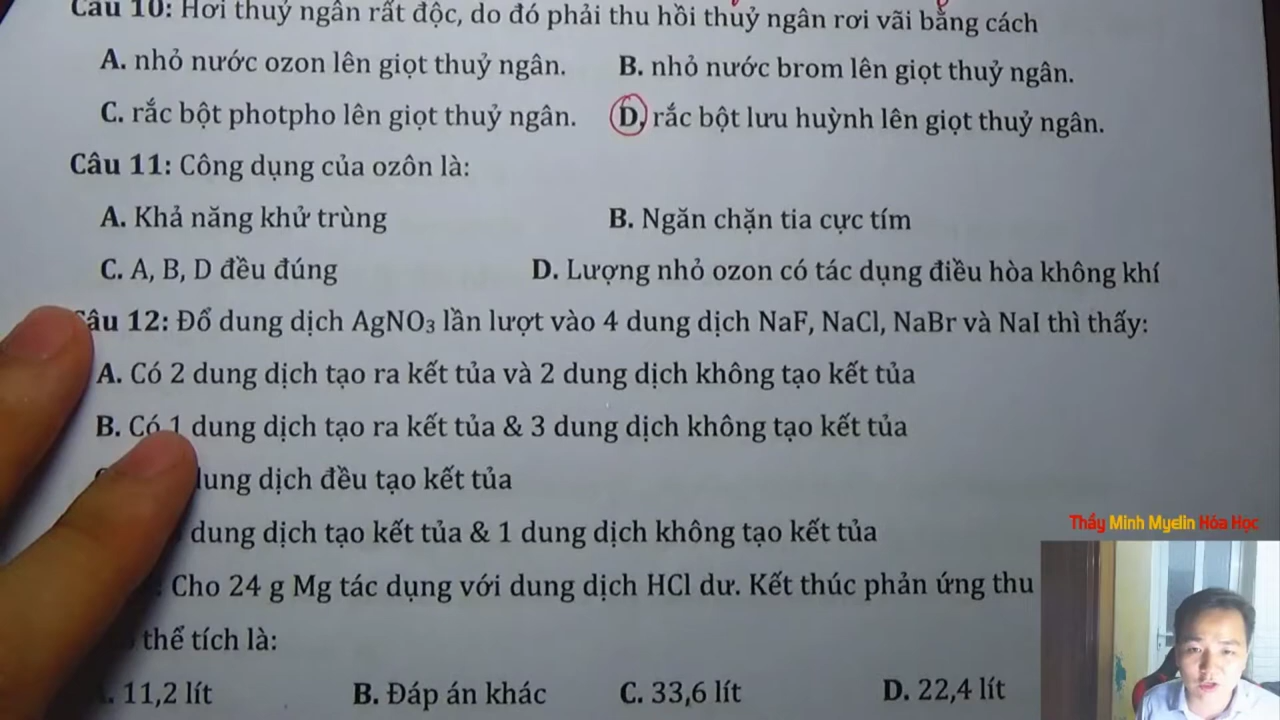 Câu 10: Hơi thuỷ ngân rất độc, do đó phải thu hồi thuỷ ngân rơi vãi bằng cách
A. nhỏ nước ozon lên giọt thuỷ ngân. B. nhỏ nước brom lên giọt thuỷ ngân.
C. rắc bột photpho lên giọt thuỷ ngân. D. rắc bột lưu huỳnh lên giọt thuỷ ngân.
Câu 11: Công dụng của ozôn là:
A. Khả năng khử trùng B. Ngăn chặn tia cực tím
C. A, B, D đều đúng D. Lượng nhỏ ozon có tác dụng điều hòa không khí
Câu 12: Đổ dung dịch AgNO₃ lần lượt vào 4 dung dịch NaF, NaCl, NaBr và NaI thì thấy:
A. Có 2 dung dịch tạo ra kết tủa và 2 dung dịch không tạo kết tủa
B. Có 1 dung dịch tạo ra kết tủa & 3 dung dịch không tạo kết tủa
dung dịch đều tạo kết tủa
dung dịch tạo kết tủa & 1 dung dịch không tạo kết tủa
Thầy Minh Myelin Hóa Học
Cho 24 g Mg tác dụng với dung dịch HCl dư. Kết thúc phản ứng thu
thể tích là:
11,2 lít B. Đáp án khác C. 33,6 lít D. 22,4 lít